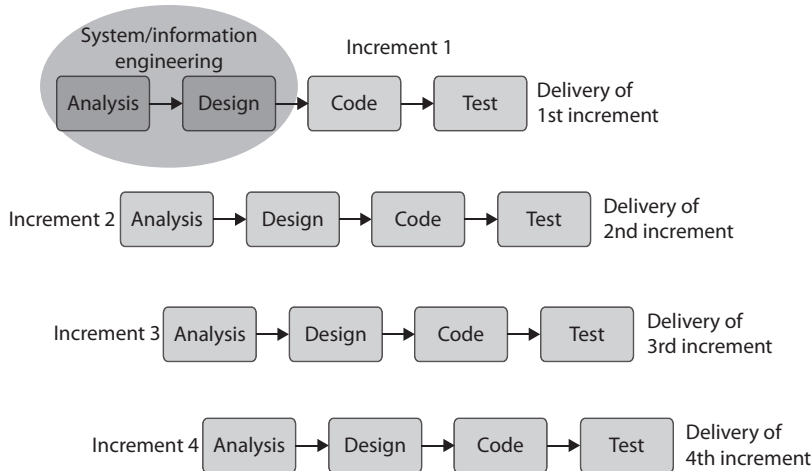 System/information
engineering
Increment 1
Analysis
Design
Code
Test
Delivery of
1st increment
Increment 2
Analysis
Design
Code
Test
Delivery of
2nd increment
Increment 3
Analysis
Design
Code
Test
Delivery of
3rd increment
Increment 4
Analysis
Design
Code
Test
Delivery of
4th increment